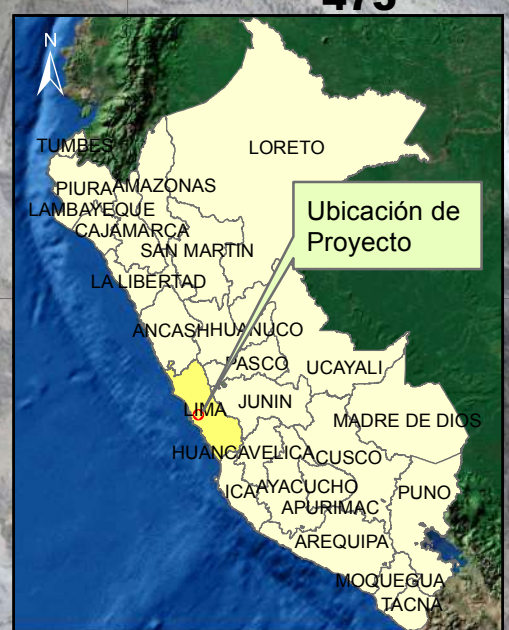 475
N
TUMBES
LORETO
PIURA
AMAZONAS
LAMBAYEQUE
CAJAMARCA
SAN MARTIN
Ubicación de
Proyecto
LA LIBERTAD
ANCASH
HUANUCO
PASCO
UCAYALI
LIMA
JUNIN
MADRE DE DIOS
HUANCAVELICA
CUSCO
ICA
AYACUCHO
PUNO
APURIMAC
AREQUIPA
MOQUEGUA
TACNA